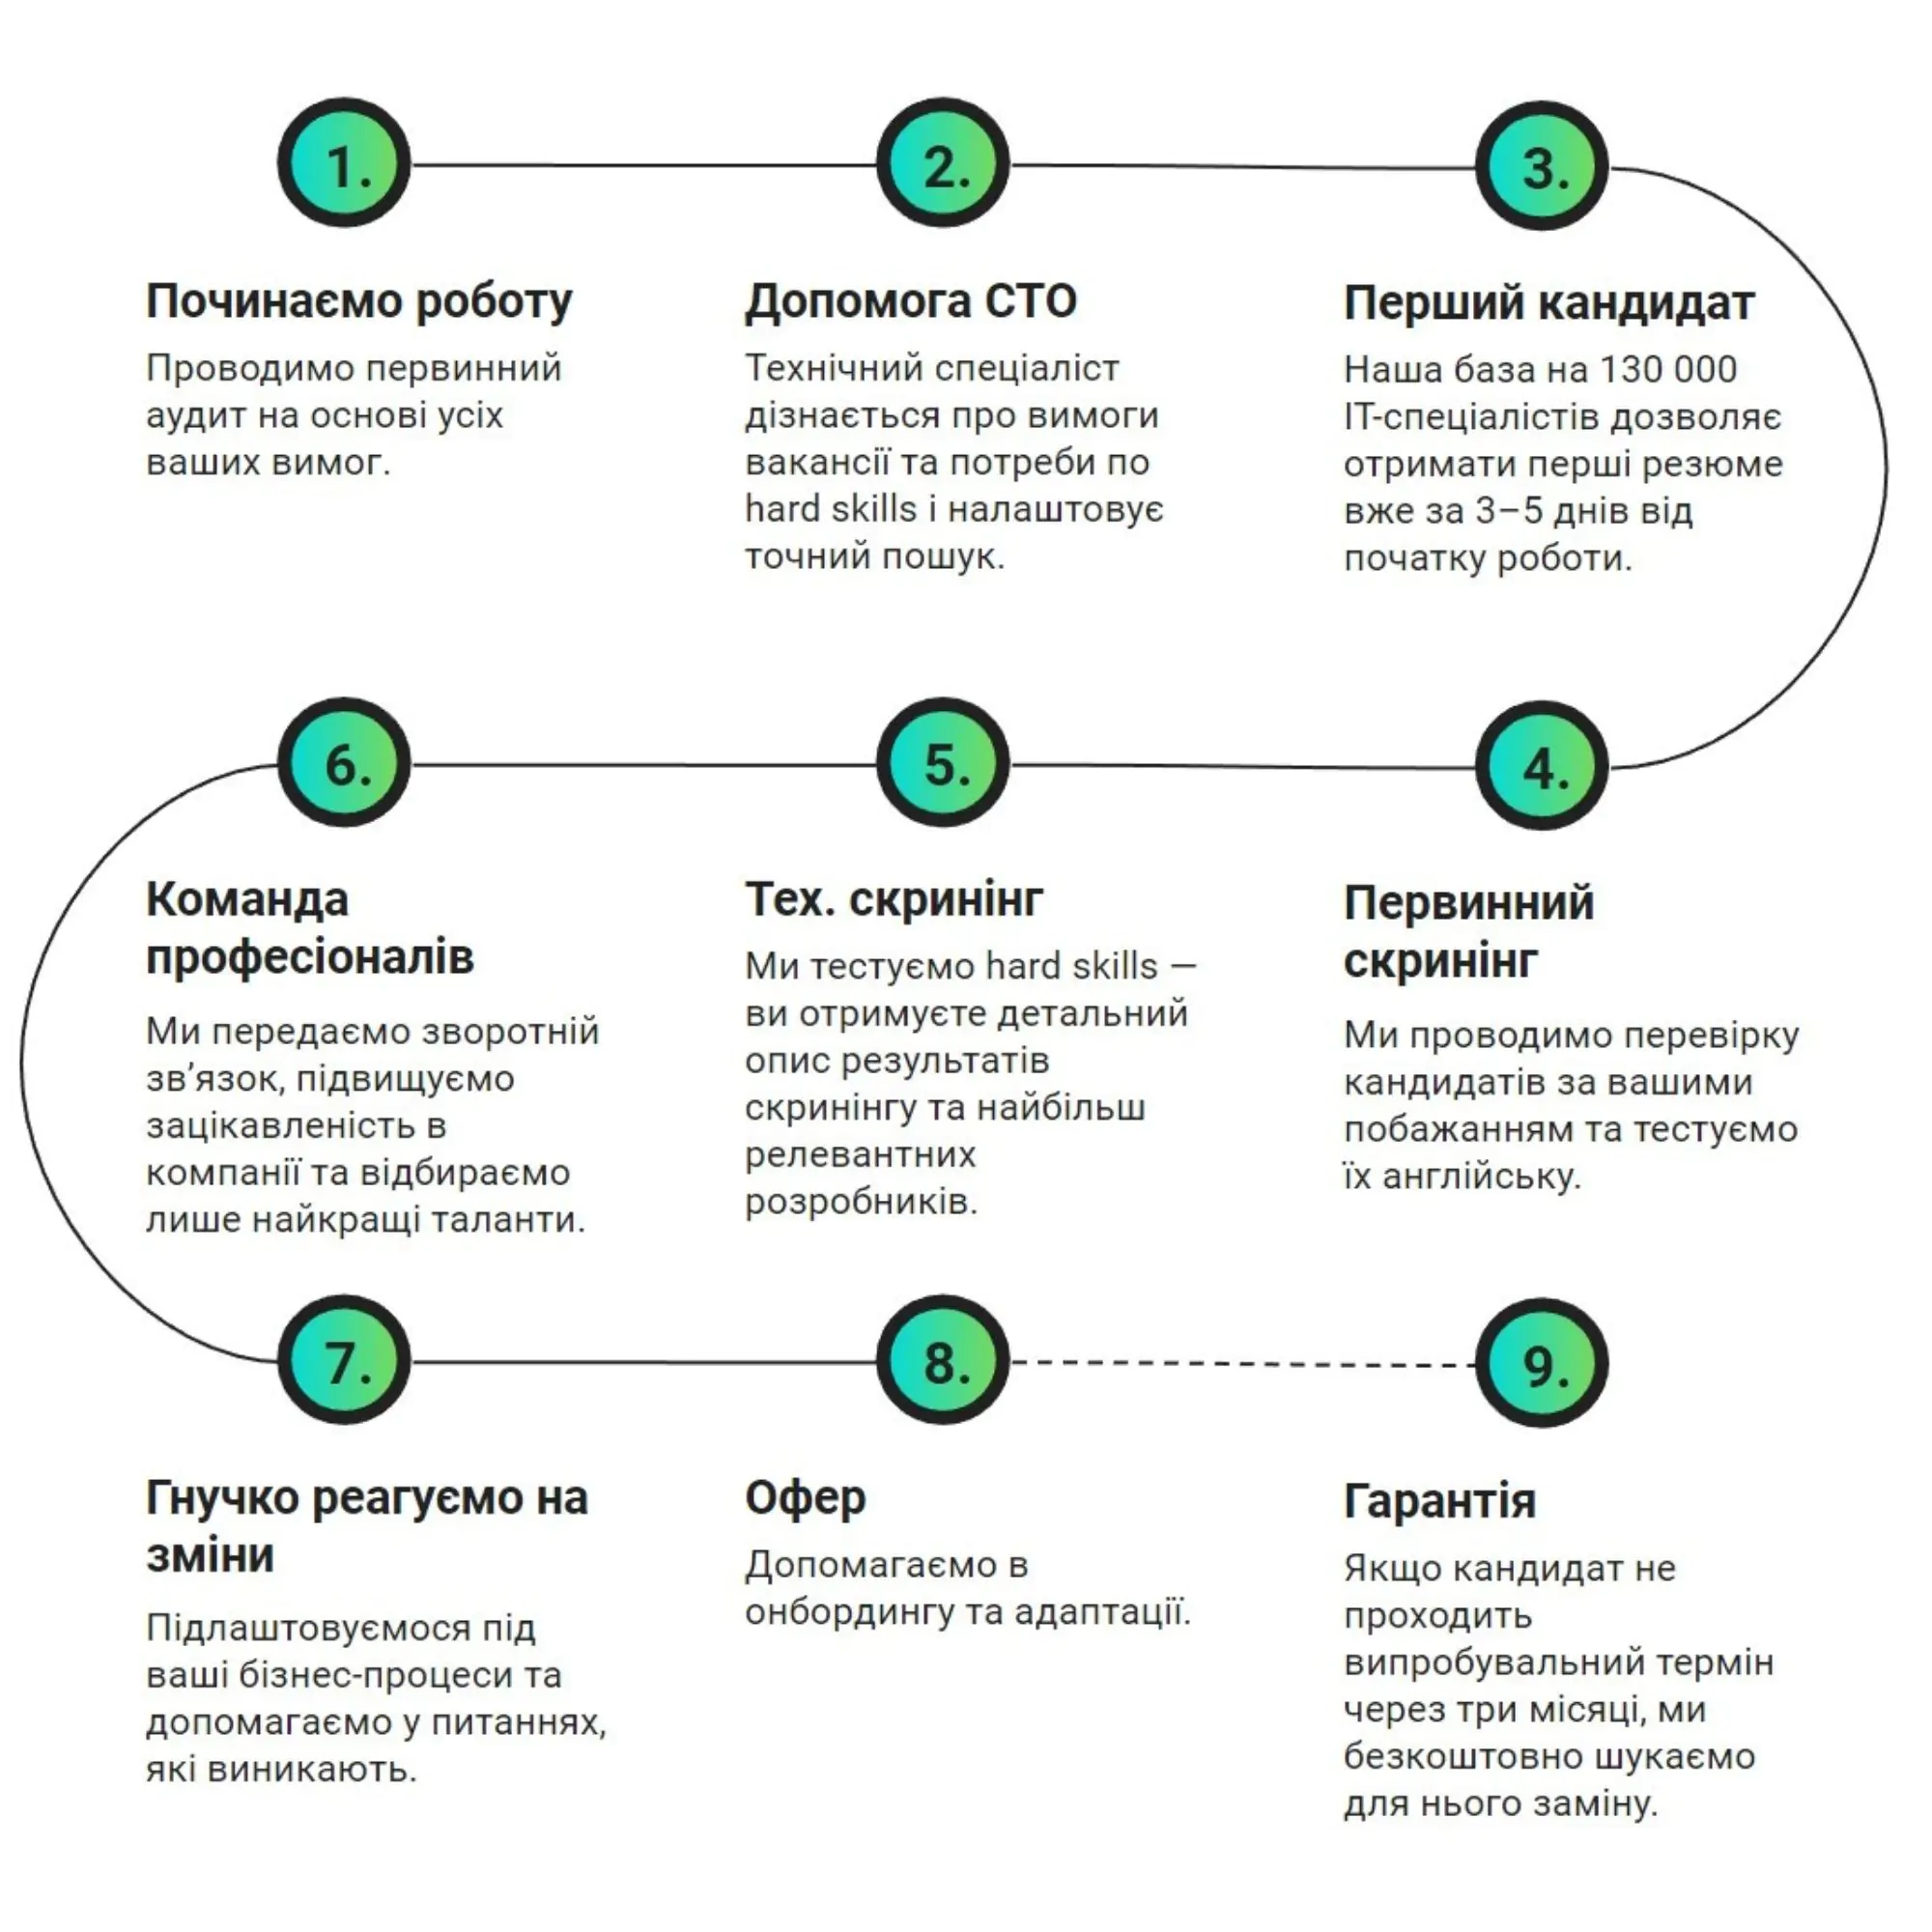 1.
Починаємо роботу
Проводимо первинний
аудит на основі усіх
ваших вимог.
2.
Допомога СТО
Технічний спеціаліст
дізнається про вимоги
вакансії та потреби по
hard skills і налаштовує
точний пошук.
3.
Перший кандидат
Наша база на 130 000
ІТ-спеціалістів дозволяє
отримати перші резюме
вже за 3–5 днів від
початку роботи.
4.
Первинний
скринінг
Ми проводимо перевірку
кандидатів за вашими
побажанням та тестуємо
їх англійську.
5.
Тех. скринінг
Ми тестуємо hard skills —
ви отримуєте детальний
опис результатів
скринінгу та найбільш
релевантних
розробників.
6.
Команда
професіоналів
Ми передаємо зворотній
зв’язок, підвищуємо
зацікавленість в
компанії та відбираємо
лише найкращі таланти.
7.
Гнучко реагуємо на
зміни
Підлаштовуємося під
ваші бізнес-процеси та
допомагаємо у питаннях,
які виникають.
8.
Офер
Допомагаємо в
онбордингу та адаптації.
9.
Гарантія
Якщо кандидат не
проходить
випробувальний термін
через три місяці, ми
безкоштовно шукаємо
для нього заміну.